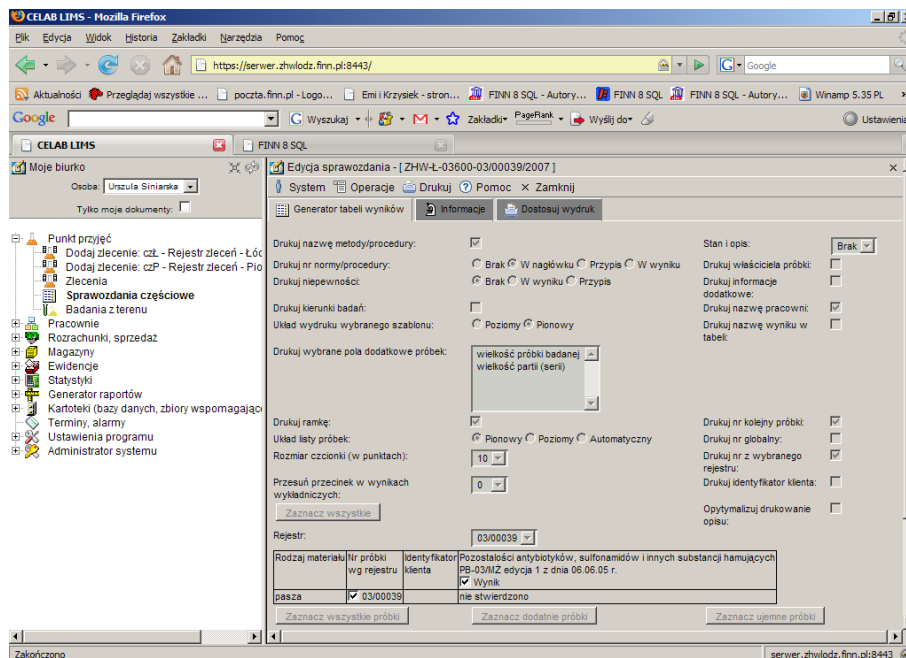 CELAB LIMS - Mozilla Firefox
Plik Edycja Widok Historia Zakładki Narzędzia Pomoc
https://serwer.zhwlodz.finn.pl:8443/ Google
Aktualności Przeglądaj wszystkie ... poczta.finn.pl - Logo... Emi i Krzysiek - stron... FINN 8 SQL - Autory... FINN 8 SQL FINN 8 SQL - Autory... Winamp 5.35 PL
Google Wyszukaj Zakładki PageRank Wyślij do Ustawienia
CELAB LIMS FINN 8 SQL
Moje biurko
Osoba: Urszula Siniarska
Tylko moje dokumenty:
Punkt przyjęć
Dodaj zlecenie: czŁ - Rejestr zleceń - Łóc
Dodaj zlecenie: czP - Rejestr zleceń - Pio
Zlecenia
Sprawozdania częściowe
Badania z terenu
Pracownie
Rozrachunki, sprzedaż
Magazyny
Ewidencje
Statystyki
Generator raportów
Kartoteki (bazy danych, zbiory wspomagając
Terminy, alarmy
Ustawienia programu
Administrator systemu
Edycja sprawozdania - [ ZHW-Ł-03600-03/00039/2007 ]
System Operacje Drukuj Pomoc Zamknij
Generator tabeli wyników Informacje Dostosuj wydruk
Drukuj nazwę metody/procedury: Stan i opis: Brak
Drukuj nr normy/procedury: Brak W nagłówku Przypis W wyniku Drukuj właściciela próbki:
Drukuj niepewności: Brak W wyniku Przypis Drukuj informacje
dodatkowe:
Drukuj kierunki badań: Drukuj nazwę pracowni:
Układ wydruku wybranego szablonu: Poziomy Pionowy Drukuj nazwę wyniku w
tabeli:
Drukuj wybrane pola dodatkowe próbek: wielkość próbki badanej
wielkość partii (serii)
Drukuj ramkę: Drukuj nr kolejny próbki:
Układ listy próbek: Pionowy Poziomy Automatyczny Drukuj nr globalny:
Rozmiar czcionki (w punktach): 10 Drukuj nr z wybranego
rejestru:
Przesuń przecinek w wynikach 0 Drukuj identyfikator klienta:
wykładniczych:
Zaznacz wszystkie Optymalizuj drukowanie
opisu:
Rejestr: 03/00039
Rodzaj materiału Nr próbki Identyfikator Pozostalości antybiotyków, sulfonamidów i innych substancji hamujących
wg rejestru klienta PB-03/MŻ edycja 1 z dnia 06.06.05 r.
Wynik
pasza 03/00039 nie stwierdzono
Zaznacz wszystkie próbki Zaznacz dodatnie próbki Zaznacz ujemne próbki
Zakończono serwer.zhwlodz.finn.pl:8443